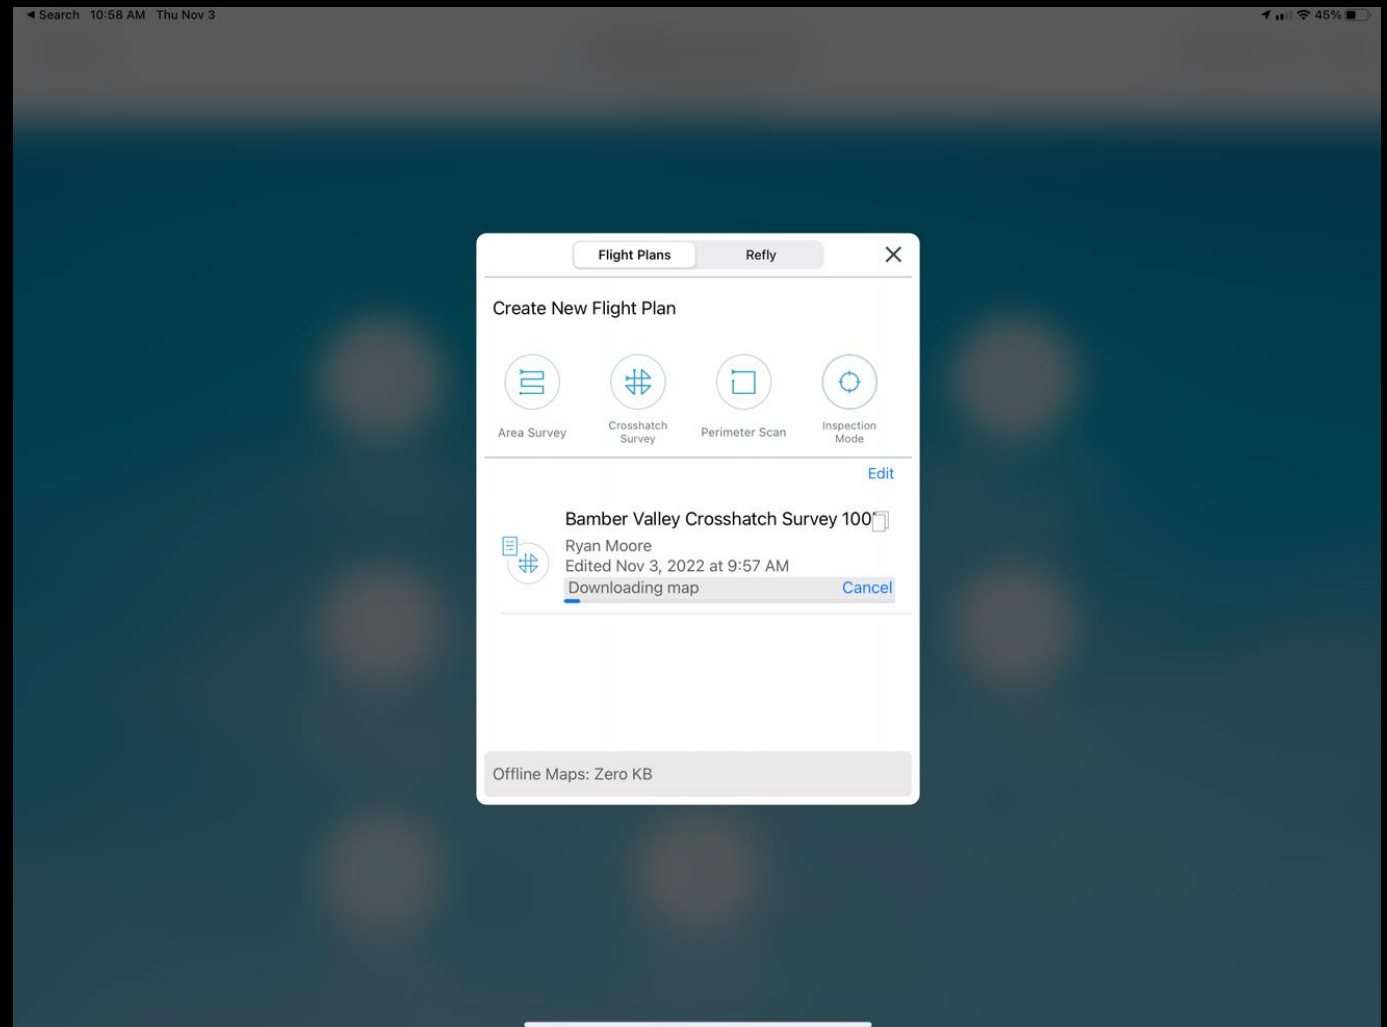 ◀ Search 10:58 AM Thu Nov 3
45%
Flight Plans
Refly
Create New Flight Plan
Area Survey
Crosshatch
Survey
Perimeter Scan
Inspection
Mode
Edit
Bamber Valley Crosshatch Survey 100'
Ryan Moore
Edited Nov 3, 2022 at 9:57 AM
Downloading map
Cancel
Offline Maps: Zero KB